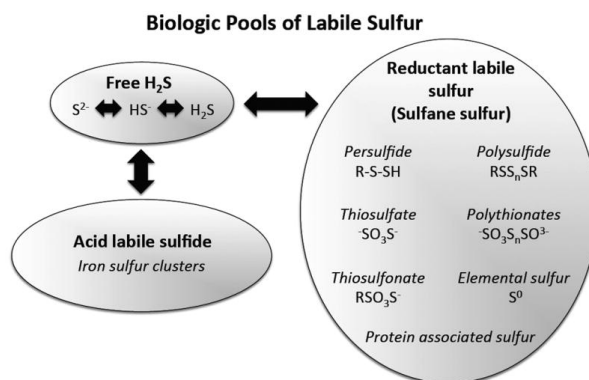 Biologic Pools of Labile Sulfur
Free H₂S
S²⁻ HS⁻ H₂S
Acid labile sulfide
Iron sulfur clusters
Reductant labile
sulfur
(Sulfane sulfur)
Persulfide Polysulfide
R-S-SH RSSₙSR
Thiosulfate Polythionates
⁻SO₃S⁻ ⁻SO₃SₙSO³⁻
Thiosulfonate Elemental sulfur
RSO₃S⁻ S⁰
Protein associated sulfur